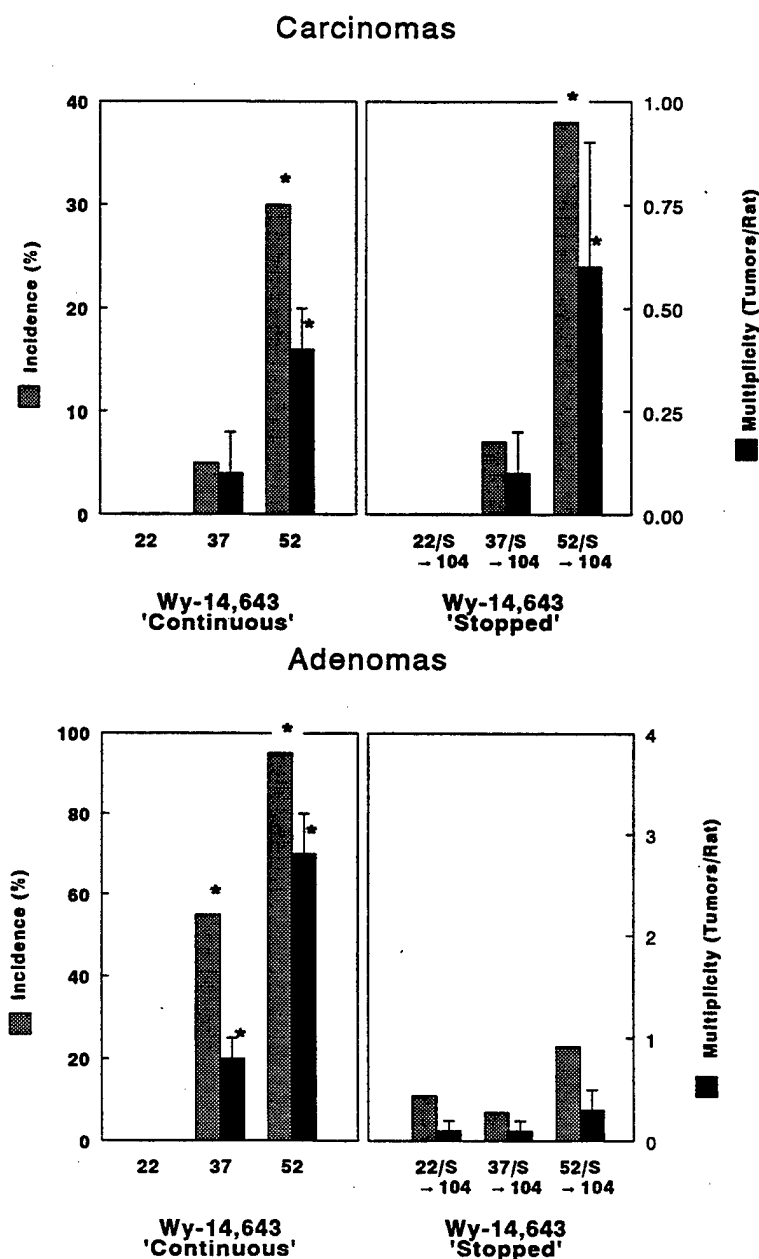 Carcinomas
Incidence (%)
40
30
20
10
0
*
*
*
*
1.00
0.75
0.50
0.25
0.00
Multiplicity (Tumors/Rat)
22 37 52
22/S 37/S 52/S
→ 104 → 104 → 104
Wy-14,643
'Continuous'
Wy-14,643
'Stopped'
Adenomas
Incidence (%)
100
80
60
40
20
0
*
*
*
*
4
3
2
1
0
Multiplicity (Tumors/Rat)
22 37 52
22/S 37/S 52/S
→ 104 → 104 → 104
Wy-14,643
'Continuous'
Wy-14,643
'Stopped'